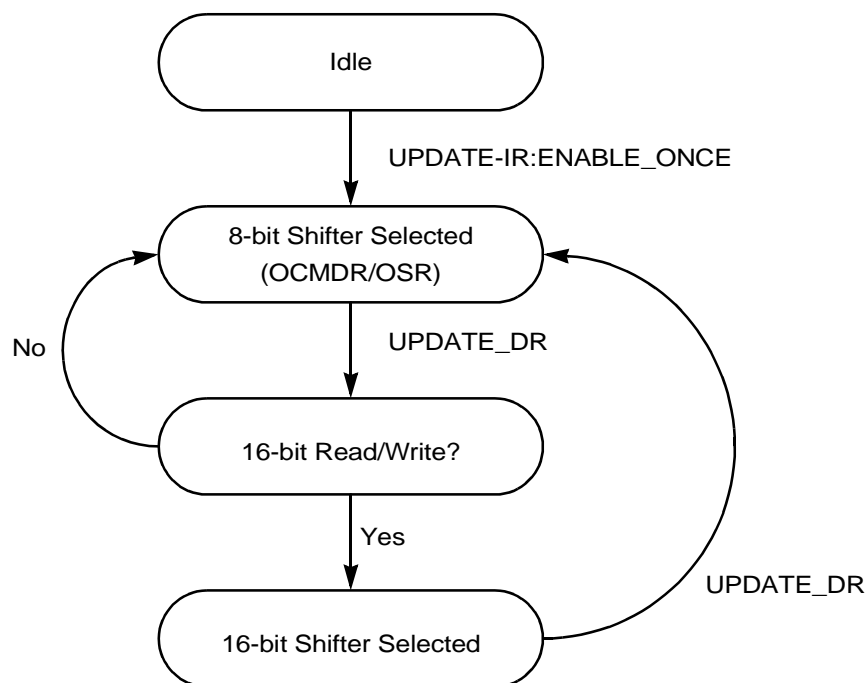 Idle
UPDATE-IR:ENABLE_ONCE
8-bit Shifter Selected
(OCMDR/OSR)
UPDATE_DR
No
16-bit Read/Write?
Yes
UPDATE_DR
16-bit Shifter Selected